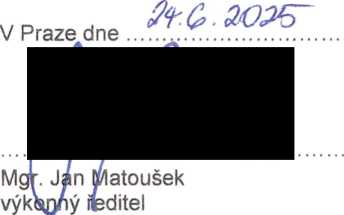 V Praze dne 24.6.2025
Mgr. Jan Matoušek
výkonný ředitel